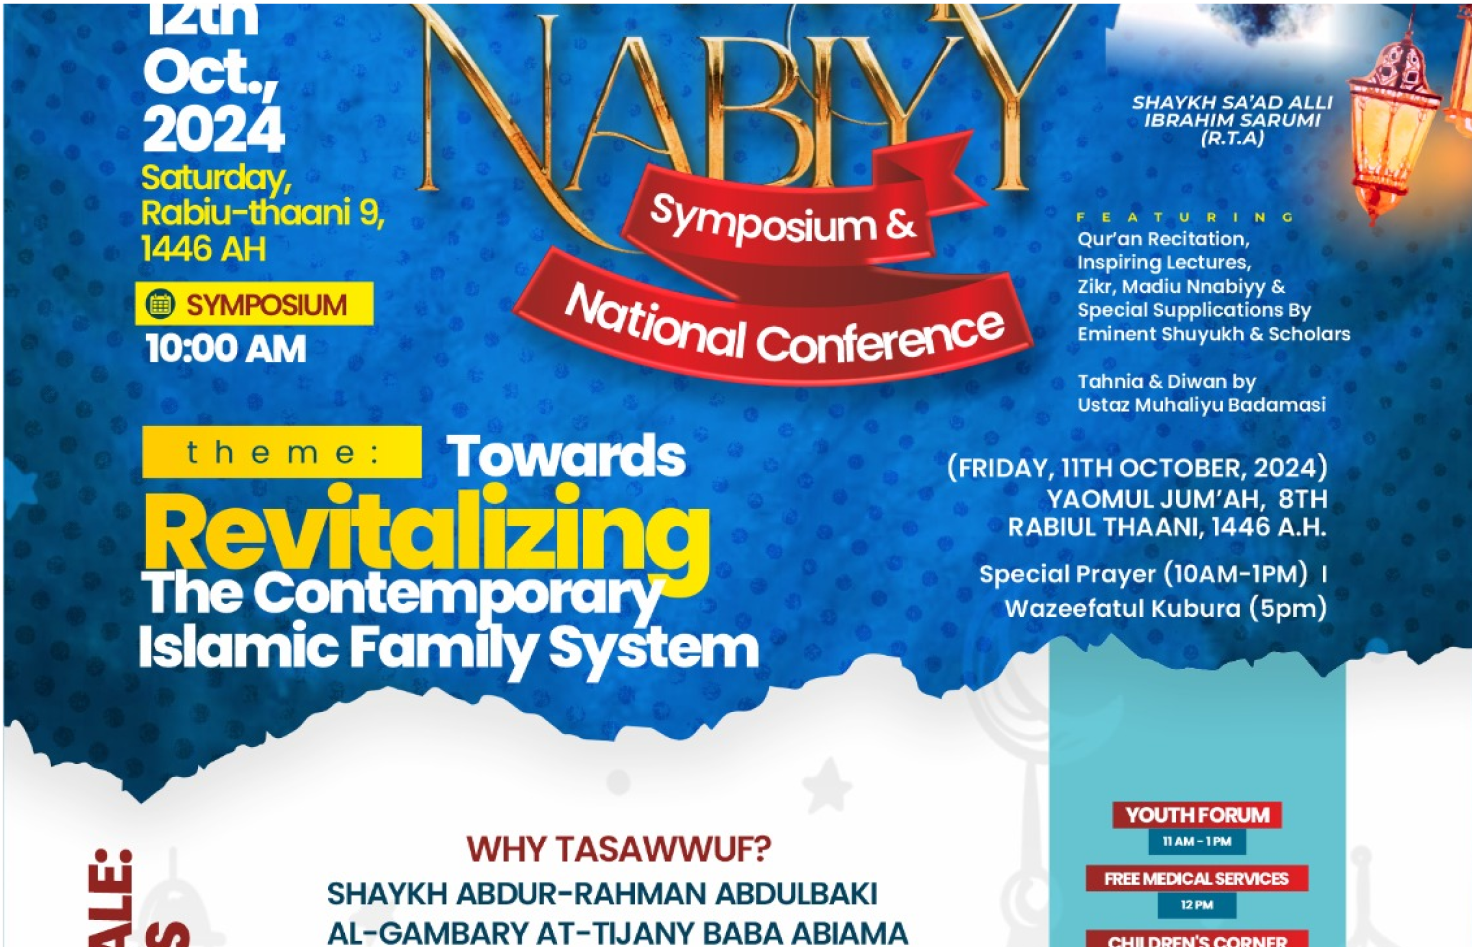 12th
Oct.,
2024
Saturday,
Rabiu-thaani 9,
1446 AH
SYMPOSIUM
10:00 AM
NABIYY
Symposium &
National Conference
SHAYKH SA'AD ALLI
IBRAHIM SARUMI
(R.T.A)
FEATURING
Qur'an Recitation,
Inspiring Lectures,
Zikr, Madiu Nnabiyy &
Special Supplications By
Eminent Shuyukh & Scholars
Tahnia & Diwan by
Ustaz Muhaliyu Badamasi
theme: Towards
Revitalizing
The Contemporary
Islamic Family System
(FRIDAY, 11TH OCTOBER, 2024)
YAOMUL JUM'AH, 8TH
RABIUL THAANI, 1446 A.H.
Special Prayer (10AM-1PM) I
Wazeefatul Kubura (5pm)
WHY TASAWWUF?
SHAYKH ABDUR-RAHMAN ABDULBAKI
AL-GAMBARY AT-TIJANY BABA ABIAMA
YOUTH FORUM
11 AM - 1 PM
FREE MEDICAL SERVICES
12 PM
CHILDREN'S CORNER